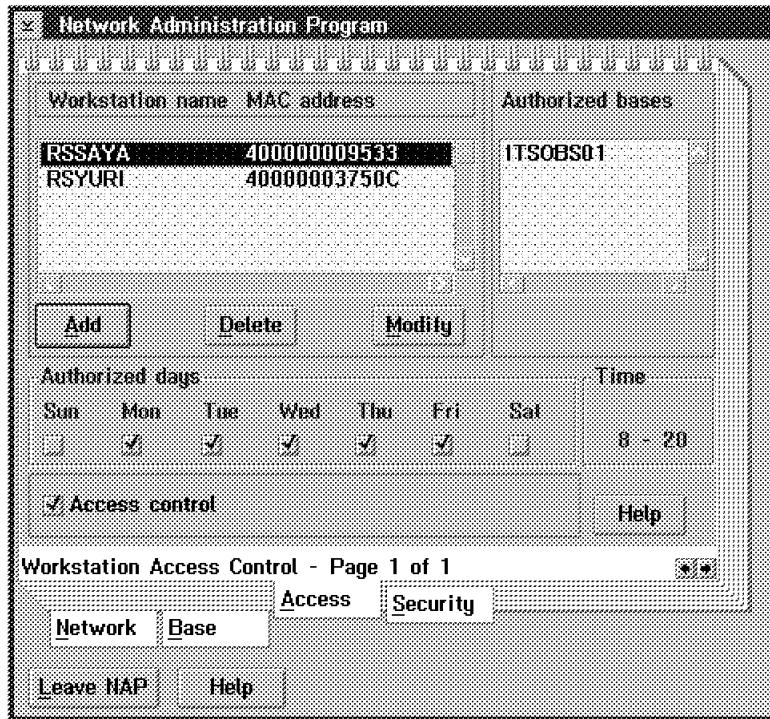 Network Administration Program
Workstation name MAC address
Authorized bases
RSSAYA 400000009533
RSYURI 40000003750C
ITSOBS01
Add Delete Modify
Authorized days
Time
Sun Mon Tue Wed Thu Fri Sat
8 - 20
Access control
Help
Workstation Access Control - Page 1 of 1
Access Security
Network Base
Leave NAP Help